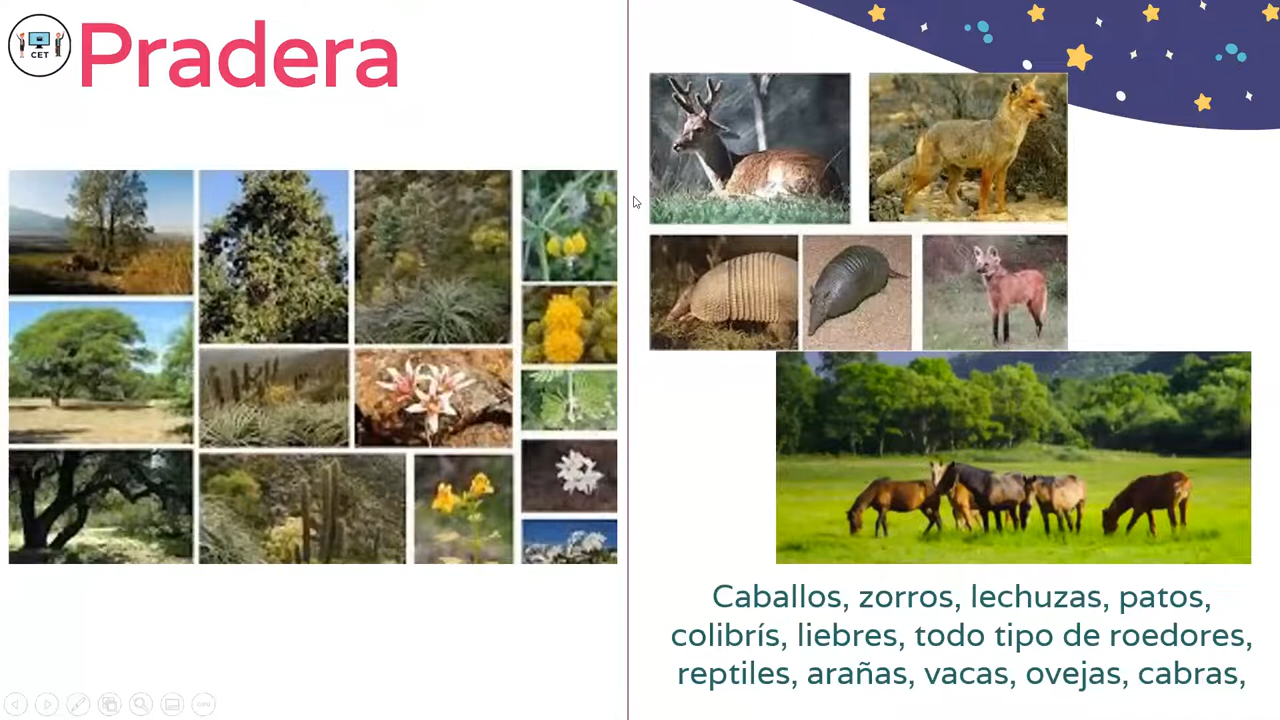 CET
Pradera
Caballos, zorros, lechuzas, patos,
colibrís, liebres, todo tipo de roedores,
reptiles, arañas, vacas, ovejas, cabras,